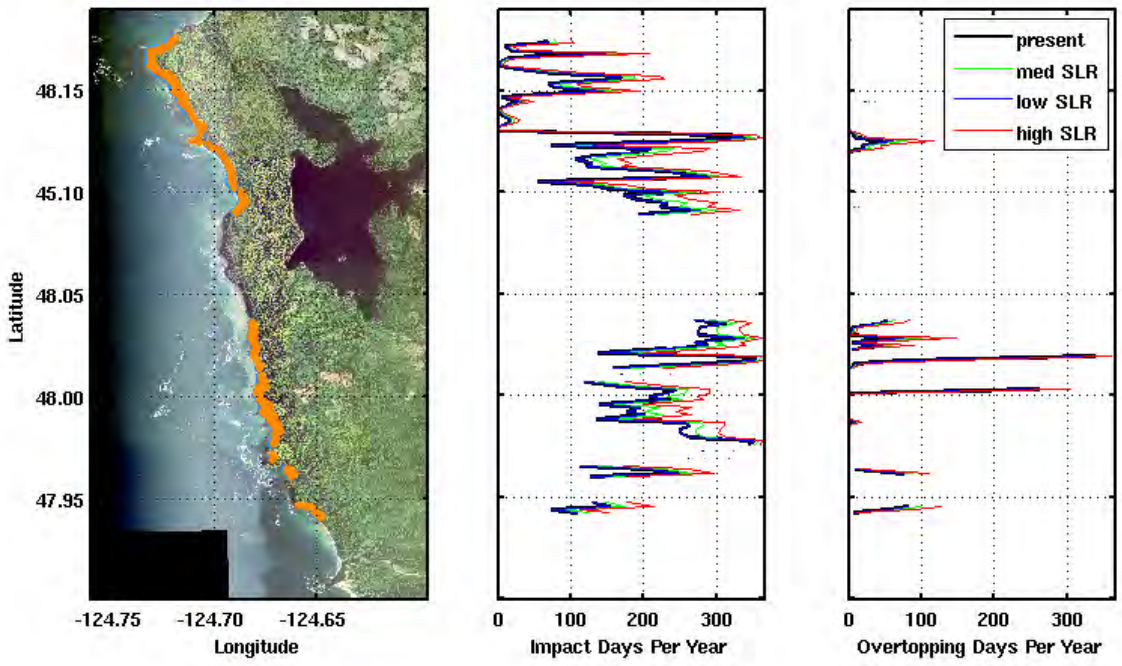 Latitude
48.15
45.10
48.05
48.00
47.95
-124.75 -124.70 -124.65
Longitude
0 100 200 300
Impact Days Per Year
0 100 200 300
Overtopping Days Per Year
present
med SLR
low SLR
high SLR